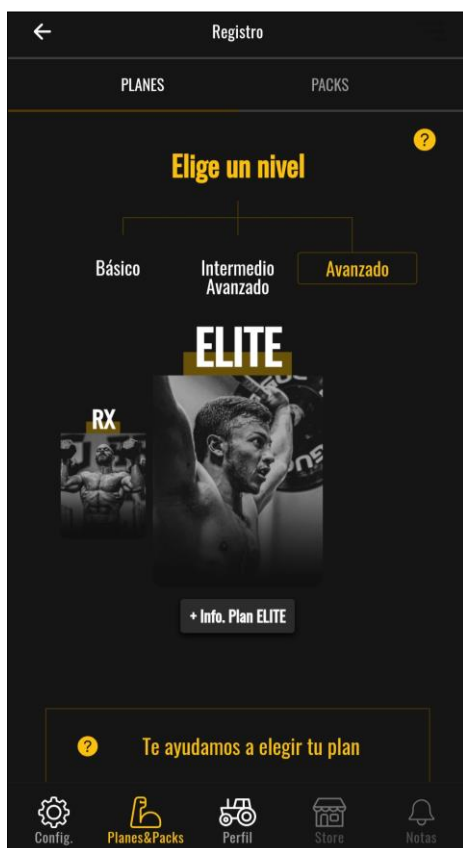 Registro
PLANES
PACKS
?
Elige un nivel
Básico
Intermedio
Avanzado
Avanzado
ELITE
RX
+ Info. Plan ELITE
?
Te ayudamos a elegir tu plan
Config.
Planes&Packs
Perfil
Store
Notas